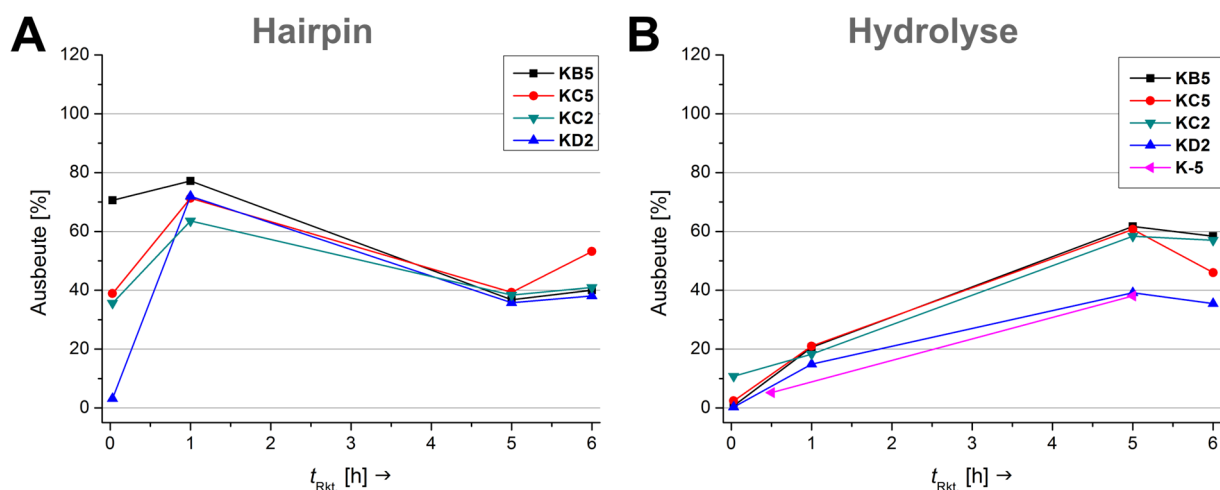 A
Hairpin
120
100
80
60
40
20
0
Ausbeute [%]
KB5
KC5
KC2
KD2
0 1 2 3 4 5 6
t_Rkt. [h] →
B
Hydrolyse
120
100
80
60
40
20
0
Ausbeute [%]
KB5
KC5
KC2
KD2
K-5
0 1 2 3 4 5 6
t_Rkt. [h] →